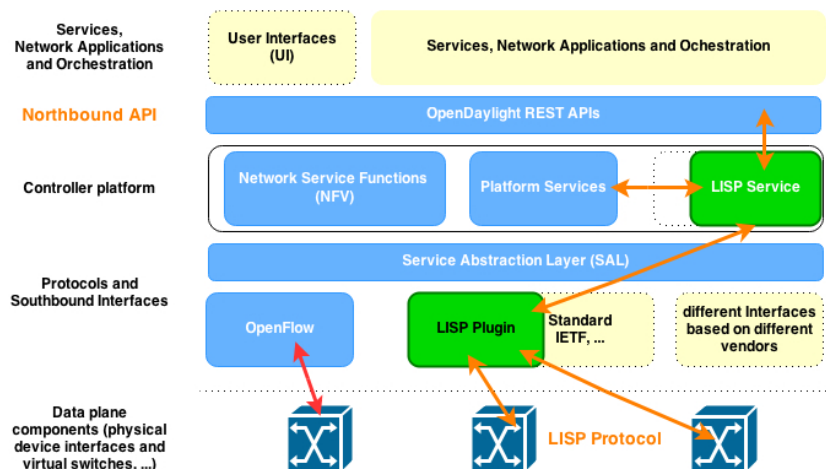 Services,
Network Applications
and Orchestration
User Interfaces
(UI)
Services, Network Applications and Ochestration
Northbound API
OpenDaylight REST APIs
Controller platform
Network Service Functions
(NFV)
Platform Services
LISP Service
Service Abstraction Layer (SAL)
Protocols and
Southbound Interfaces
OpenFlow
LISP Plugin
Standard
IETF, ...
different Interfaces
based on different
vendors
Data plane
components (physical
device interfaces and
virtual switches, ...)
LISP Protocol